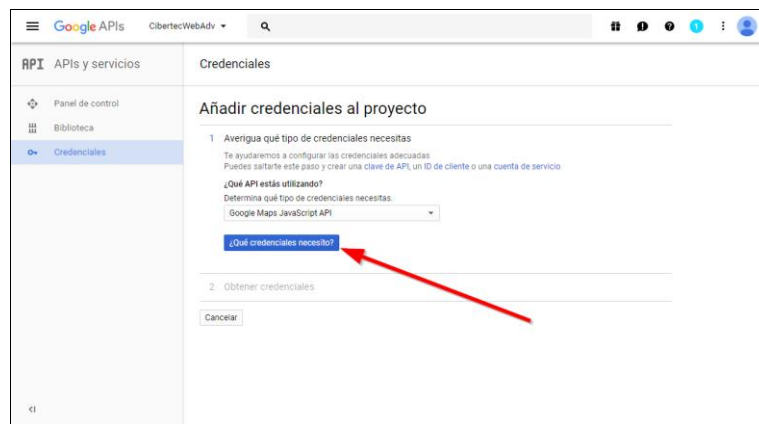 Google APIs CibertecWebAdv
1
API APIs y servicios
Credenciales
Panel de control
Biblioteca
Credenciales
Añadir credenciales al proyecto
1 Averigua qué tipo de credenciales necesitas
Te ayudaremos a configurar las credenciales adecuadas
Puedes saltarte este paso y crear una clave de API, un ID de cliente o una cuenta de servicio
¿Qué API estás utilizando?
Determina qué tipo de credenciales necesitas.
Google Maps JavaScript API
¿Qué credenciales necesito?
2 Obtener credenciales
Cancelar